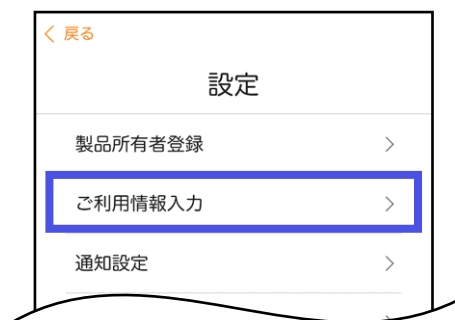 戻る
設定
製品所有者登録
ご利用情報入力
通知設定